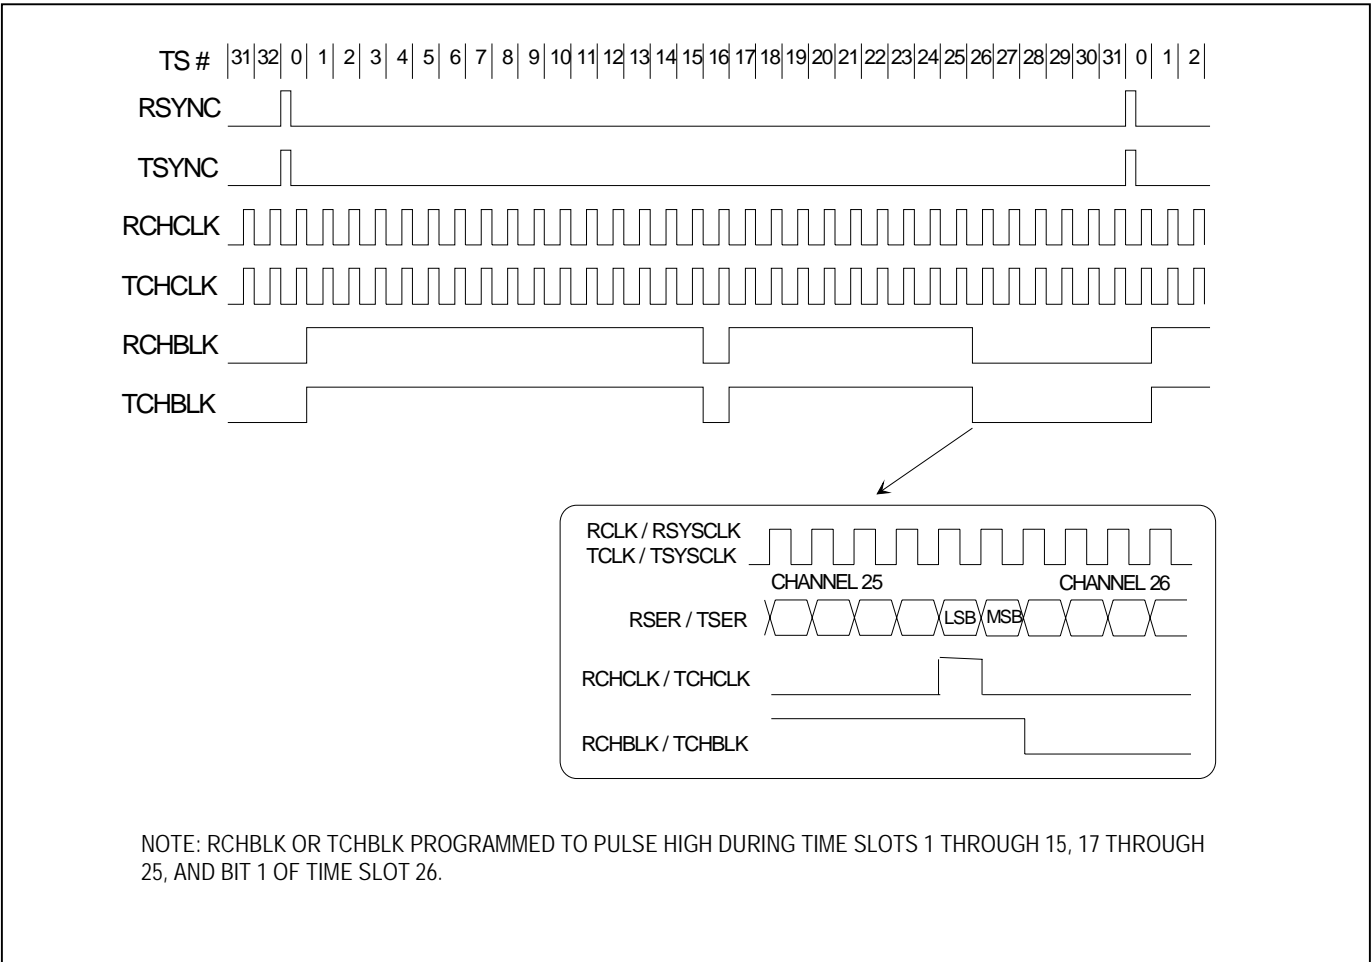 TS # 31 32 0 1 2 3 4 5 6 7 8 9 10 11 12 13 14 15 16 17 18 19 20 21 22 23 24 25 26 27 28 29 30 31 0 1 2
RSYNC
TSYNC
RCHCLK
TCHCLK
RCHBLK
TCHBLK
RCLK / RSYSCLK
TCLK / TSYSCLK
CHANNEL 25 CHANNEL 26
RSER / TSER LSB MSB
RCHCLK / TCHCLK
RCHBLK / TCHBLK
NOTE: RCHBLK OR TCHBLK PROGRAMMED TO PULSE HIGH DURING TIME SLOTS 1 THROUGH 15, 17 THROUGH
25, AND BIT 1 OF TIME SLOT 26.